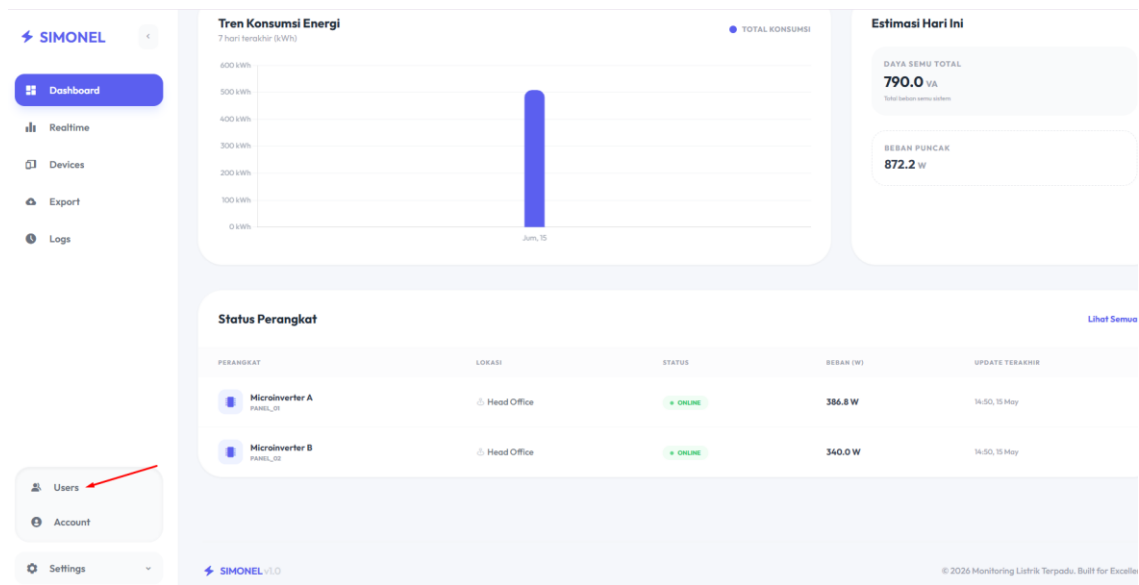 SIMONEL
Dashboard
Realtime
Devices
Export
Logs
Users
Account
Settings
Tren Konsumsi Energi
7 hari terakhir (kWh)
TOTAL KONSUMSI
600 kWh
500 kWh
400 kWh
300 kWh
200 kWh
100 kWh
0 kWh
Jum, 15
Estimasi Hari Ini
DAYA SEMU TOTAL
790.0 VA
Total beban semu sistem
BEBAN PUNCAK
872.2 W
Status Perangkat
Lihat Semua
PERANGKAT LOKASI STATUS BEBAN (W) UPDATE TERAKHIR
Microinverter A
PANEL_01
Head Office ONLINE 386.8 W 14:50, 15 May
Microinverter B
PANEL_02
Head Office ONLINE 340.0 W 14:50, 15 May
SIMONEL v1.0
© 2026 Monitoring Listrik Terpadu. Built for Excelle